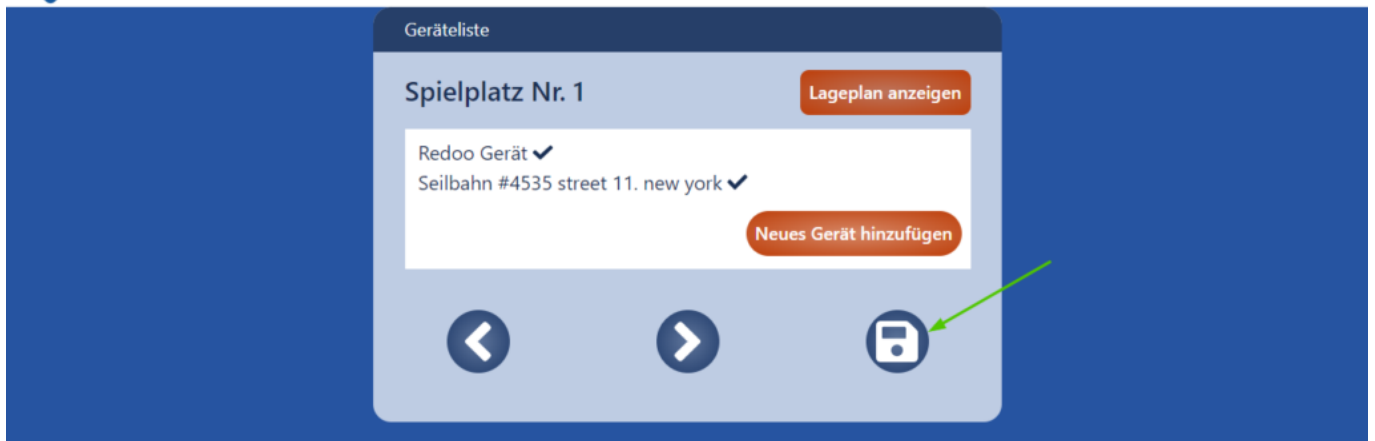 Geräteliste
Spielplatz Nr. 1
Lageplan anzeigen
Redoo Gerät
Seilbahn #4535 street 11. new york
Neues Gerät hinzufügen